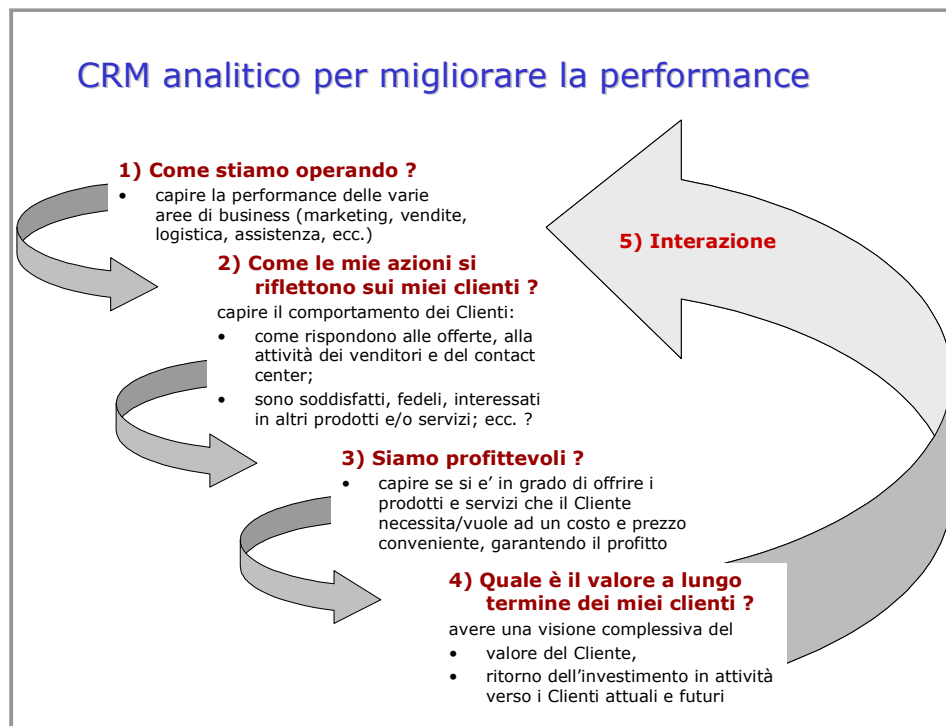 CRM analitico per migliorare la performance
1) Come stiamo operando ?
• capire la performance delle varie
aree di business (marketing, vendite,
logistica, assistenza, ecc.)
5) Interazione
2) Come le mie azioni si
riflettono sui miei clienti ?
capire il comportamento dei Clienti:
• come rispondono alle offerte, alla
attività dei venditori e del contact
center;
• sono soddisfatti, fedeli, interessati
in altri prodotti e/o servizi; ecc. ?
3) Siamo profittevoli ?
• capire se si e' in grado di offrire i
prodotti e servizi che il Cliente
necessita/vuole ad un costo e prezzo
conveniente, garantendo il profitto
4) Quale è il valore a lungo
termine dei miei clienti ?
avere una visione complessiva del
• valore del Cliente,
• ritorno dell'investimento in attività
verso i Clienti attuali e futuri